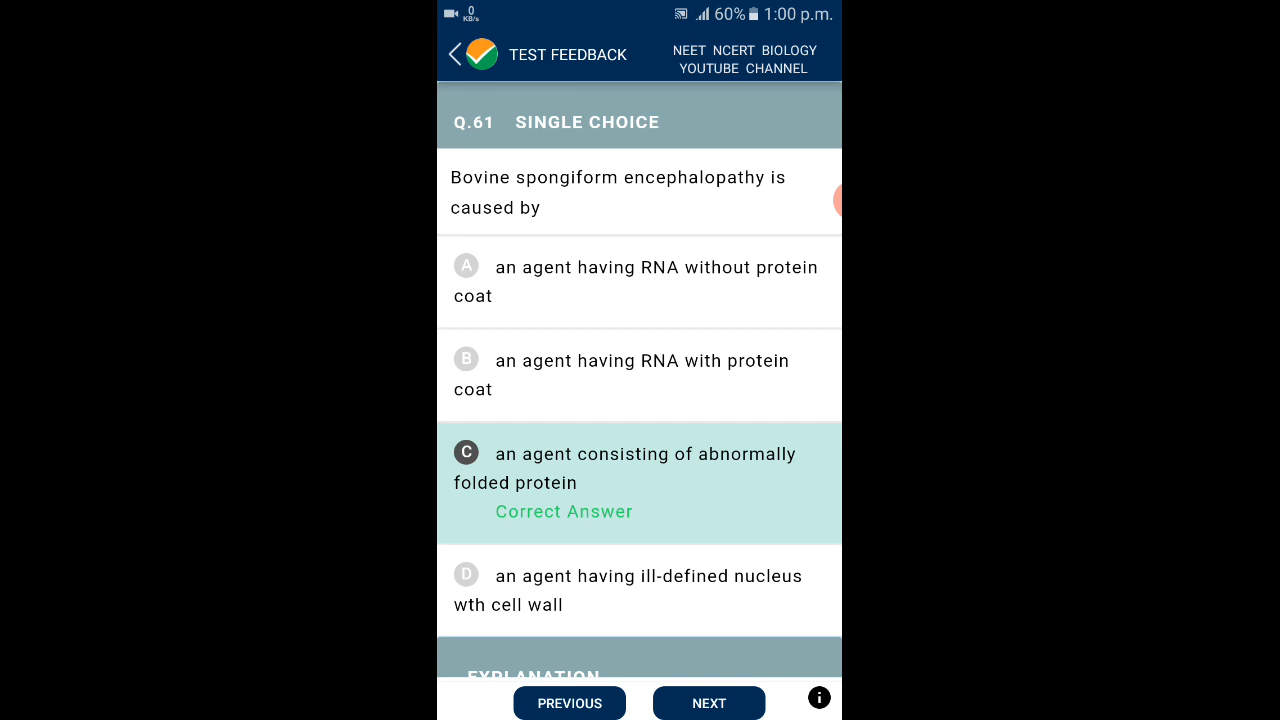 0
KB/s
60% 1:00 p.m.
TEST FEEDBACK
NEET NCERT BIOLOGY
YOUTUBE CHANNEL
Q.61 SINGLE CHOICE
Bovine spongiform encephalopathy is
caused by
A an agent having RNA without protein
coat
B an agent having RNA with protein
coat
C an agent consisting of abnormally
folded protein
Correct Answer
D an agent having ill-defined nucleus
wth cell wall
EXPLANATION
PREVIOUS
NEXT
i